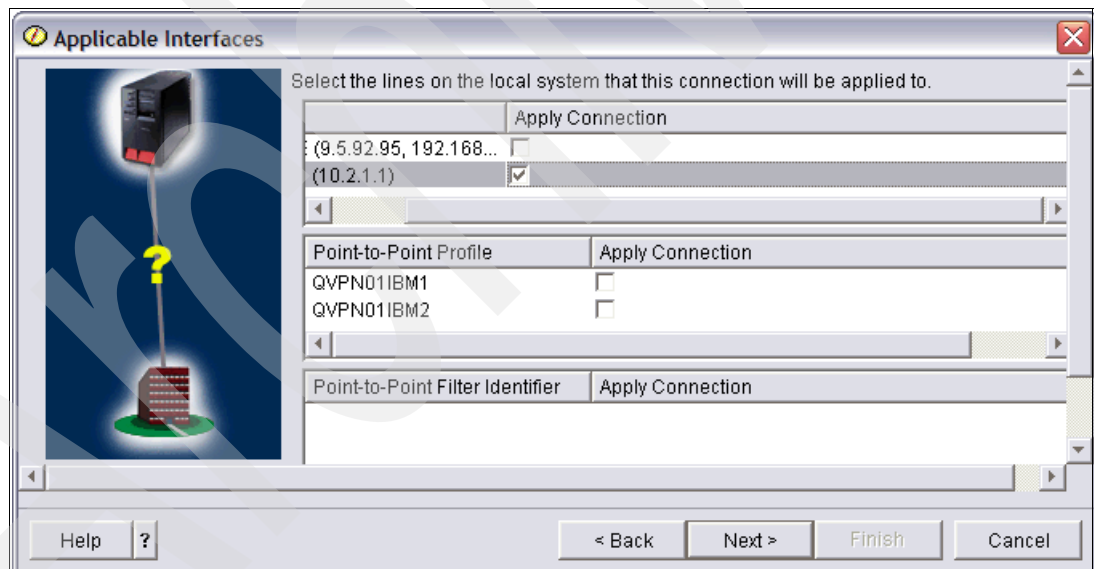 Applicable Interfaces
Select the lines on the local system that this connection will be applied to.
Apply Connection
(9.5.92.95, 192.168...
(10.2.1.1)
Point-to-Point Profile Apply Connection
QVPN01IBM1
QVPN01IBM2
Point-to-Point Filter Identifier Apply Connection
Help ? < Back Next > Finish Cancel